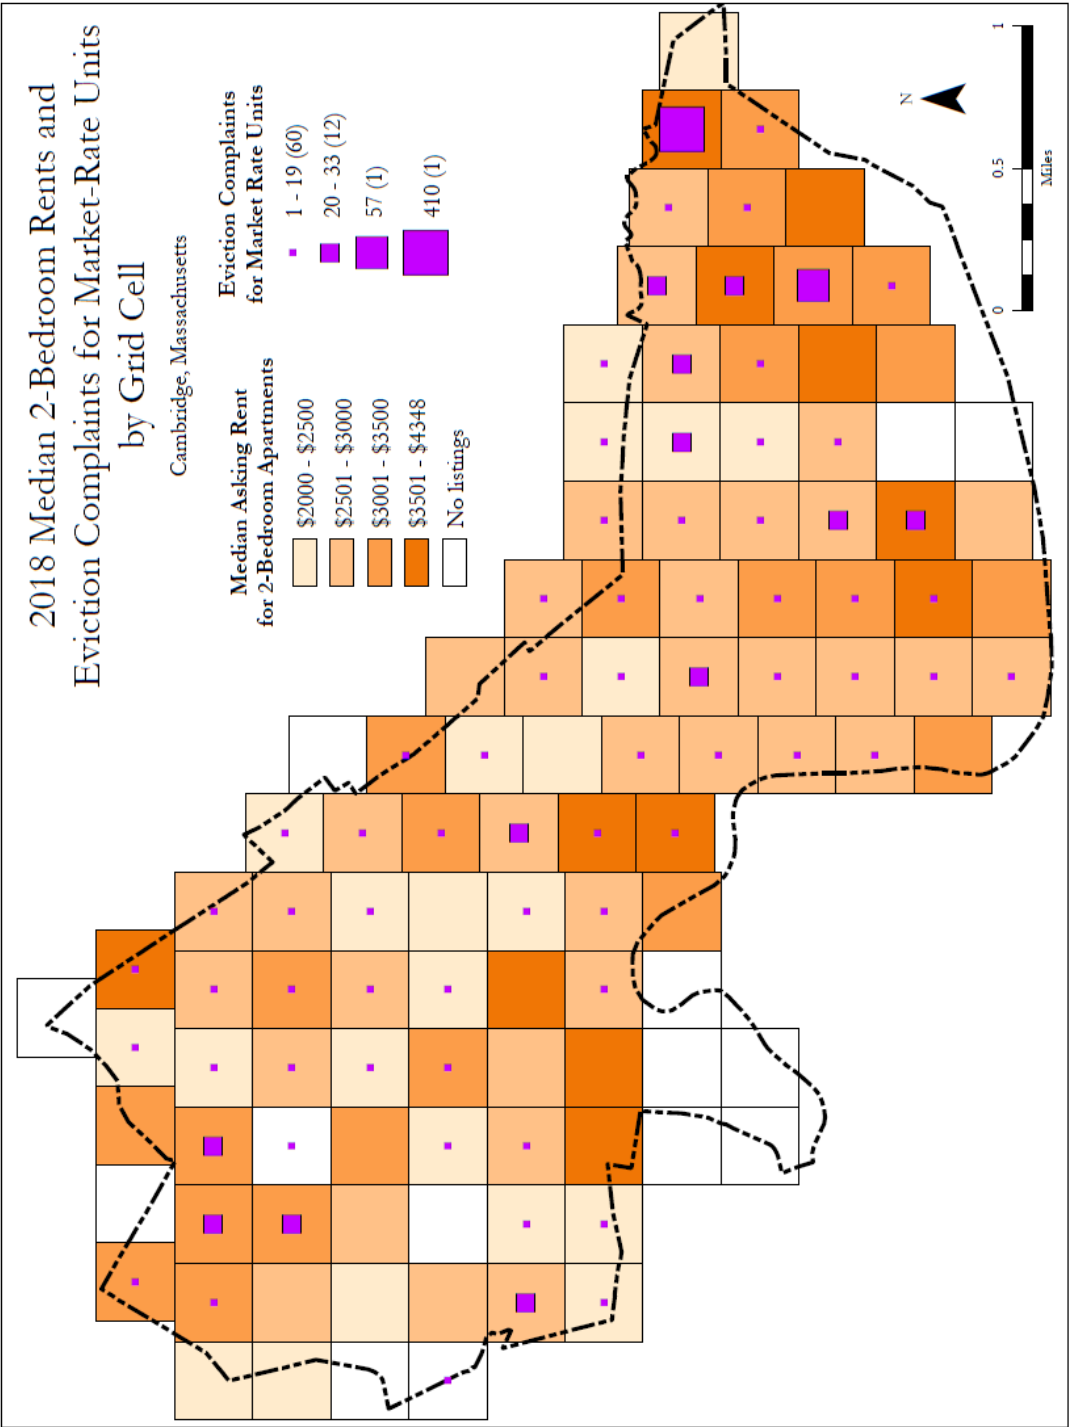 2018 Median 2-Bedroom Rents and
Eviction Complaints for Market-Rate Units
by Grid Cell
Cambridge, Massachusetts
Median Asking Rent
for 2-Bedroom Apartments
$2000 - $2500
$2501 - $3000
$3001 - $3500
$3501 - $4348
No listings
Eviction Complaints
for Market Rate Units
1 - 19 (60)
20 - 33 (12)
57 (1)
410 (1)
N
0 0.5 1
Miles